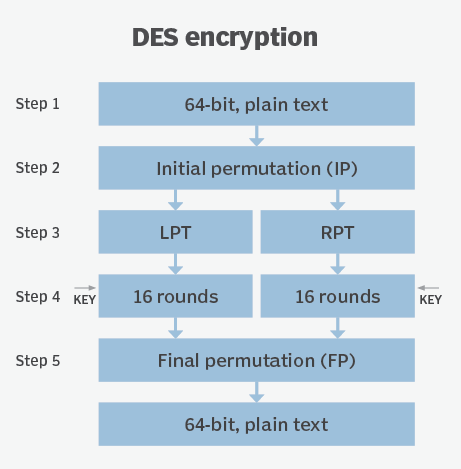 DES encryption
Step 1
64-bit, plain text
Step 2
Initial permutation (IP)
Step 3
LPT
RPT
Step 4
KEY
16 rounds
16 rounds
KEY
Step 5
Final permutation (FP)
64-bit, plain text